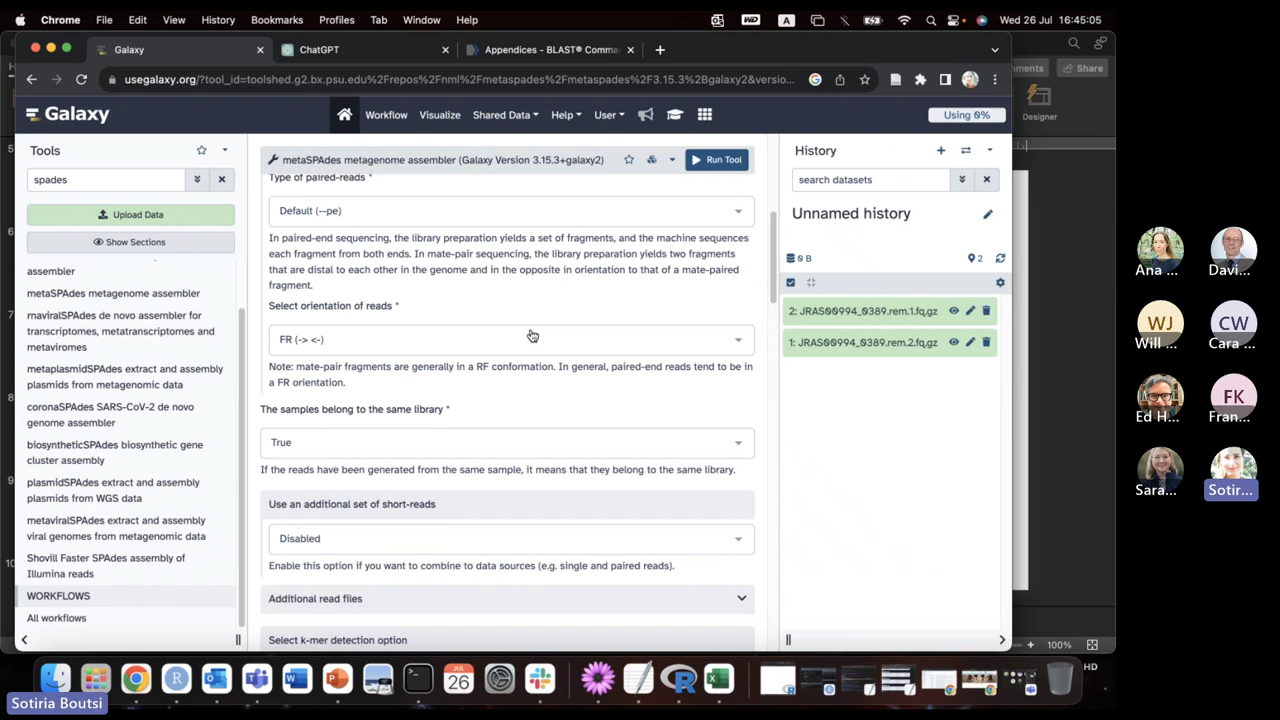 Chrome File Edit View History Bookmarks Profiles Tab Window Help
WD
A
Wed 26 Jul 16:45:05
Galaxy
ChatGPT
Appendices - BLAST® Comma
usegalaxy.org/?tool_id=toolshed.g2.bx.psu.edu%2Frepos%2Fnml%2Fmetaspades%2Fmetaspades%2F3.15.3%2Bgalaxy2&versio...
Share
Designer
Galaxy
Workflow Visualize Shared Data Help User
Using 0%
Tools
spades
Upload Data
Show Sections
assembler
metaSPAdes metagenome assembler
rnaviralSPAdes de novo assembler for
transcriptomes, metatranscriptomes and
metaviromes
metaplasmidSPAdes extract and assembly
plasmids from metagenomic data
coronaSPAdes SARS-CoV-2 de novo
genome assembler
biosyntheticSPAdes biosynthetic gene
cluster assembly
plasmidSPAdes extract and assembly
plasmids from WGS data
metaviralSPAdes extract and assembly
viral genomes from metagenomic data
Shovill Faster SPAdes assembly of
Illumina reads
WORKFLOWS
All workflows
metaSPAdes metagenome assembler (Galaxy Version 3.15.3+galaxy2)
Run Tool
Type of paired-reads *
Default (--pe)
In paired-end sequencing, the library preparation yields a set of fragments, and the machine sequences
each fragment from both ends. In mate-pair sequencing, the library preparation yields two fragments
that are distal to each other in the genome and in the opposite in orientation to that of a mate-paired
fragment.
Select orientation of reads *
FR (-> <-)
Note: mate-pair fragments are generally in a RF conformation. In general, paired-end reads tend to be in
a FR orientation.
The samples belong to the same library *
True
If the reads have been generated from the same sample, it means that they belong to the same library.
Use an additional set of short-reads
Disabled
Enable this option if you want to combine to data sources (e.g. single and paired reads).
Additional read files
Select k-mer detection option
History
search datasets
Unnamed history
0 B
2
2: JRAS00994_0389.rem.1.fq.gz
1: JRAS00994_0389.rem.2.fq.gz
100%
JUL
26
HD
Ana ...
Davi...
WJ
Will ...
CW
Cara ...
Ed H...
FK
Fran...
Sara...
Sotir...
Sotiria Boutsi